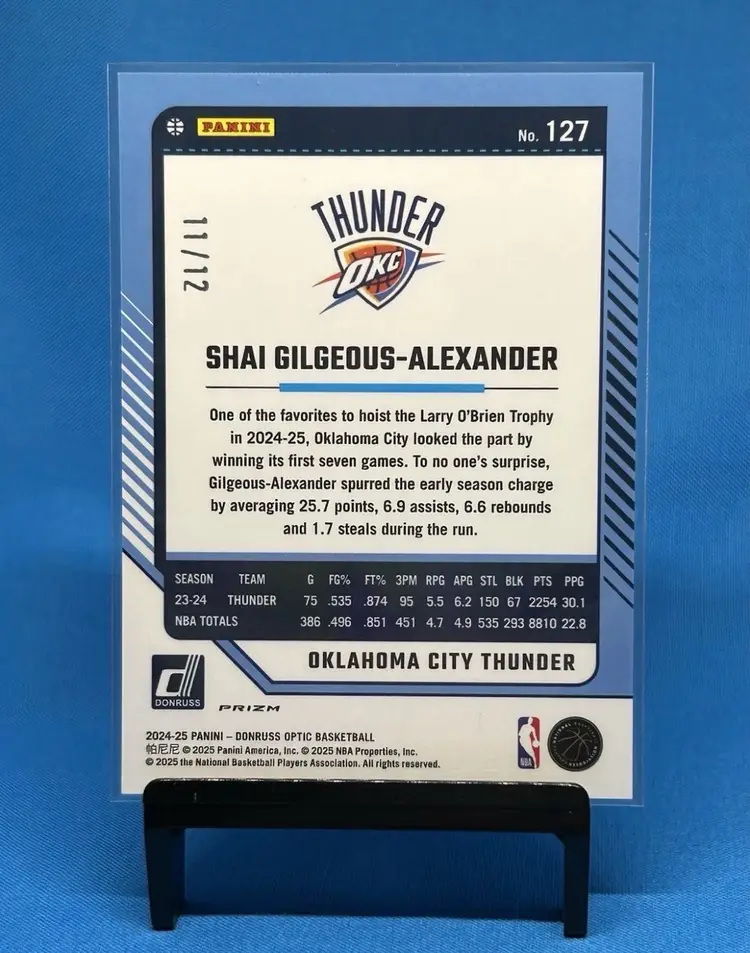 PANINI
No. 127
11/12
THUNDER
OKC
SHAI GILGEOUS-ALEXANDER
One of the favorites to hoist the Larry O'Brien Trophy
in 2024-25, Oklahoma City looked the part by
winning its first seven games. To no one's surprise,
Gilgeous-Alexander spurred the early season charge
by averaging 25.7 points, 6.9 assists, 6.6 rebounds
and 1.7 steals during the run.
SEASON TEAM G FG% FT% 3PM RPG APG STL BLK PTS PPG
23-24 THUNDER 75 .535 .874 95 5.5 6.2 150 67 2254 30.1
NBA TOTALS 386 .496 .851 451 4.7 4.9 535 293 8810 22.8
OKLAHOMA CITY THUNDER
DONRUSS
PRIZM
2024-25 PANINI – DONRUSS OPTIC BASKETBALL
帕尼尼 © 2025 Panini America, Inc. © 2025 NBA Properties, Inc.
© 2025 the National Basketball Players Association. All rights reserved.
NBA